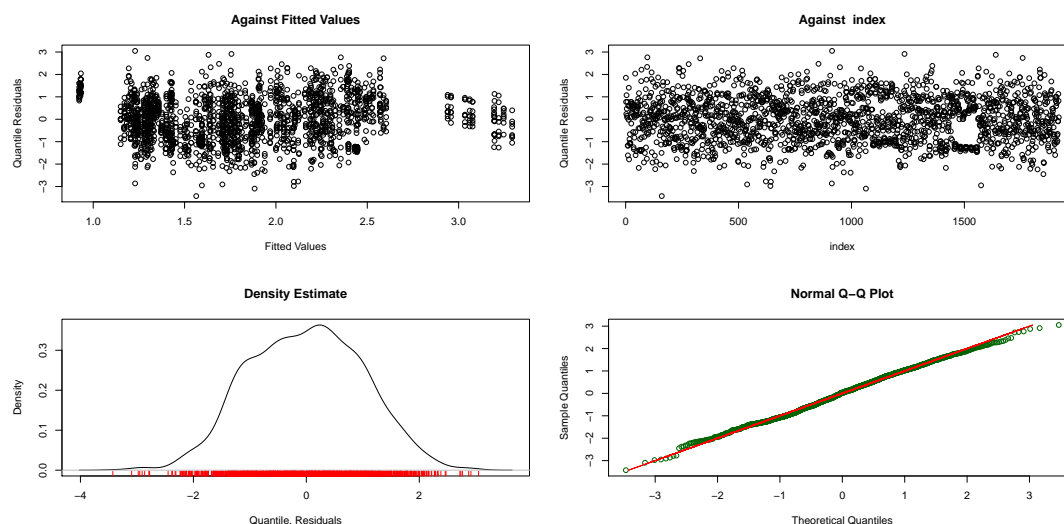 Against Fitted Values
Quantile Residuals
3
2
1
0
−1
−2
−3
1.0 1.5 2.0 2.5 3.0
Fitted Values
Against index
Quantile Residuals
3
2
1
0
−1
−2
−3
0 500 1000 1500
index
Density Estimate
Density
0.3
0.2
0.1
0.0
−4 −2 0 2
Quantile. Residuals
Normal Q−Q Plot
Sample Quantiles
3
2
1
0
−1
−2
−3
−3 −2 −1 0 1 2 3
Theoretical Quantiles